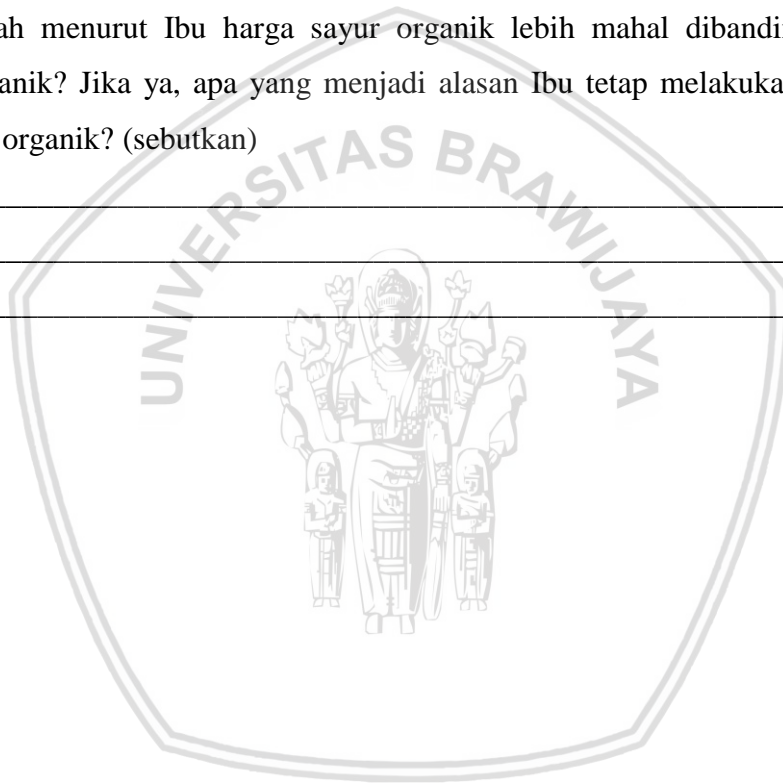 ah menurut Ibu harga sayur organik lebih mahal dibandi
anik? Jika ya, apa yang menjadi alasan Ibu tetap melakuka
organik? (sebutkan)
UNIVERSITAS BRAWIJAYA